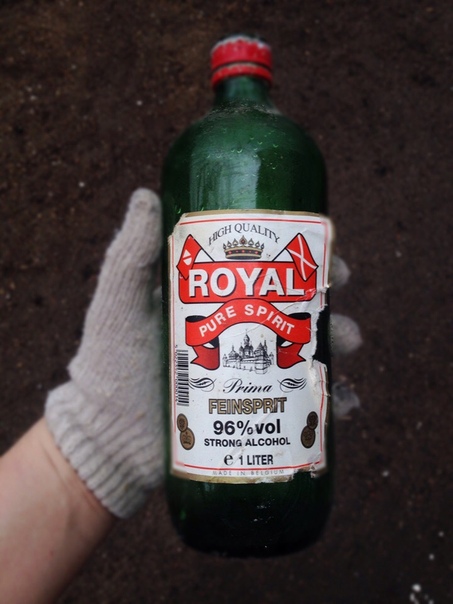 HIGH QUALITY
ROYAL
PURE SPIRIT
Prima
FEINSPRIT
96%vol
STRONG ALCOHOL
e 1 LITER
MADE IN BELGIUM